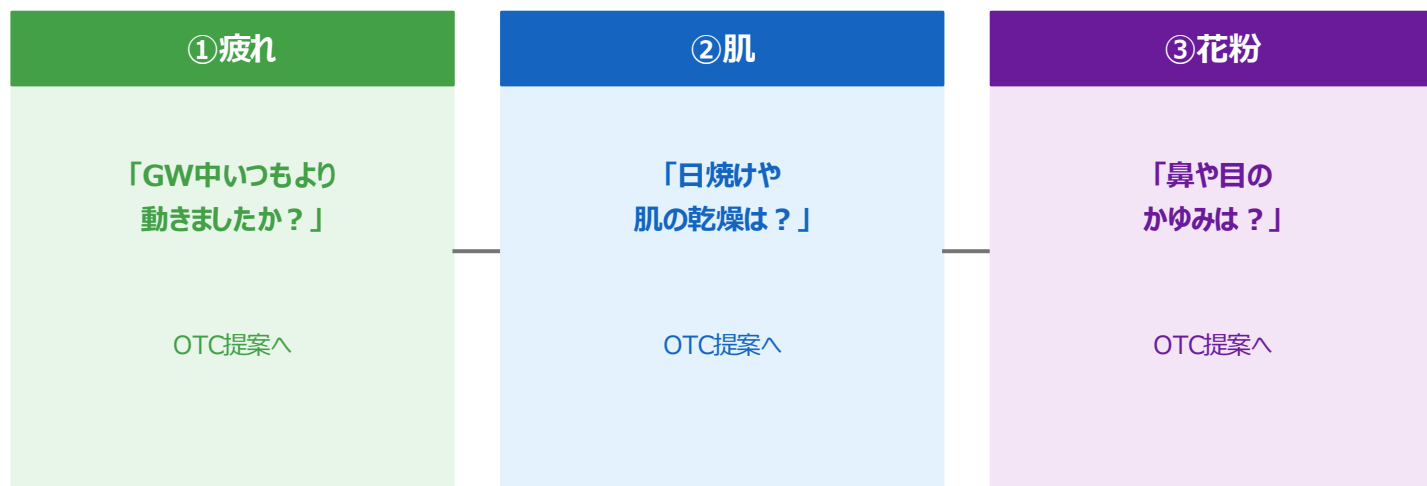 ①疲れ
「GW中いつもより
動きましたか？」
OTC提案へ
②肌
「日焼けや
肌の乾燥は？」
OTC提案へ
③花粉
「鼻や目の
かゆみは？」
OTC提案へ